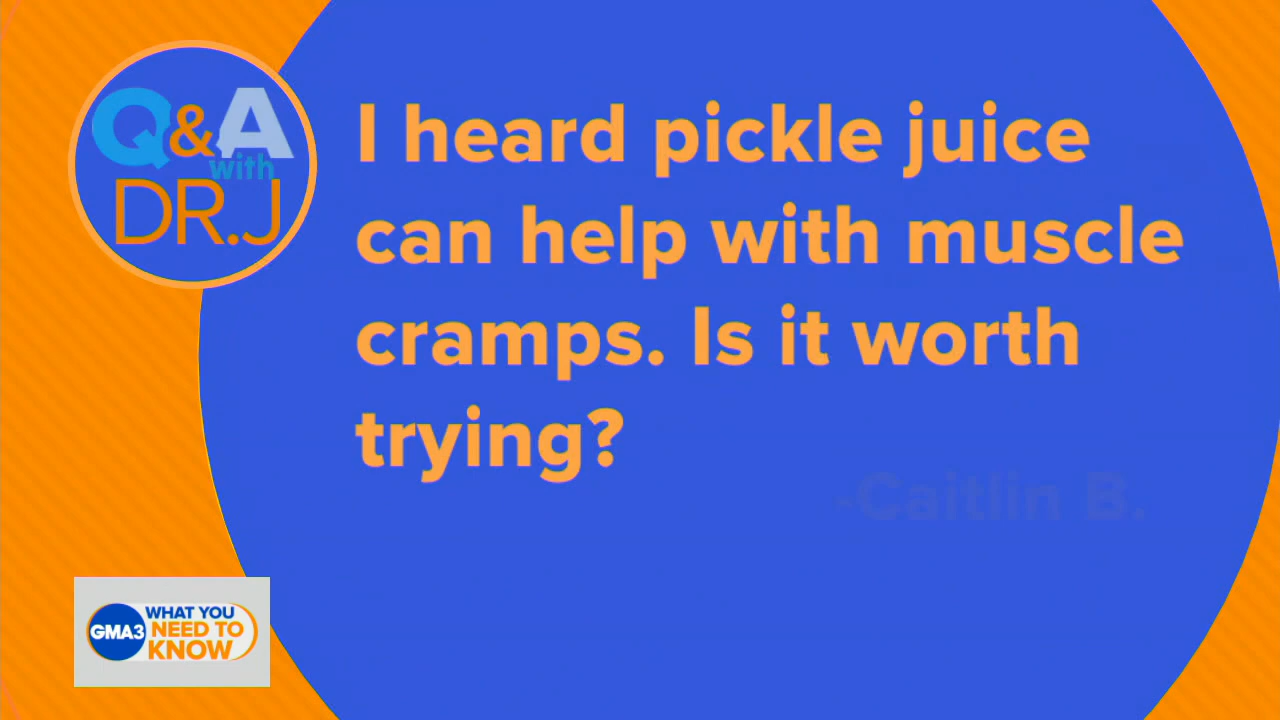 Q&A
with
DR.J
I heard pickle juice
can help with muscle
cramps. Is it worth
trying?
-Caitlin B.
GMA3
WHAT YOU
NEED TO
KNOW